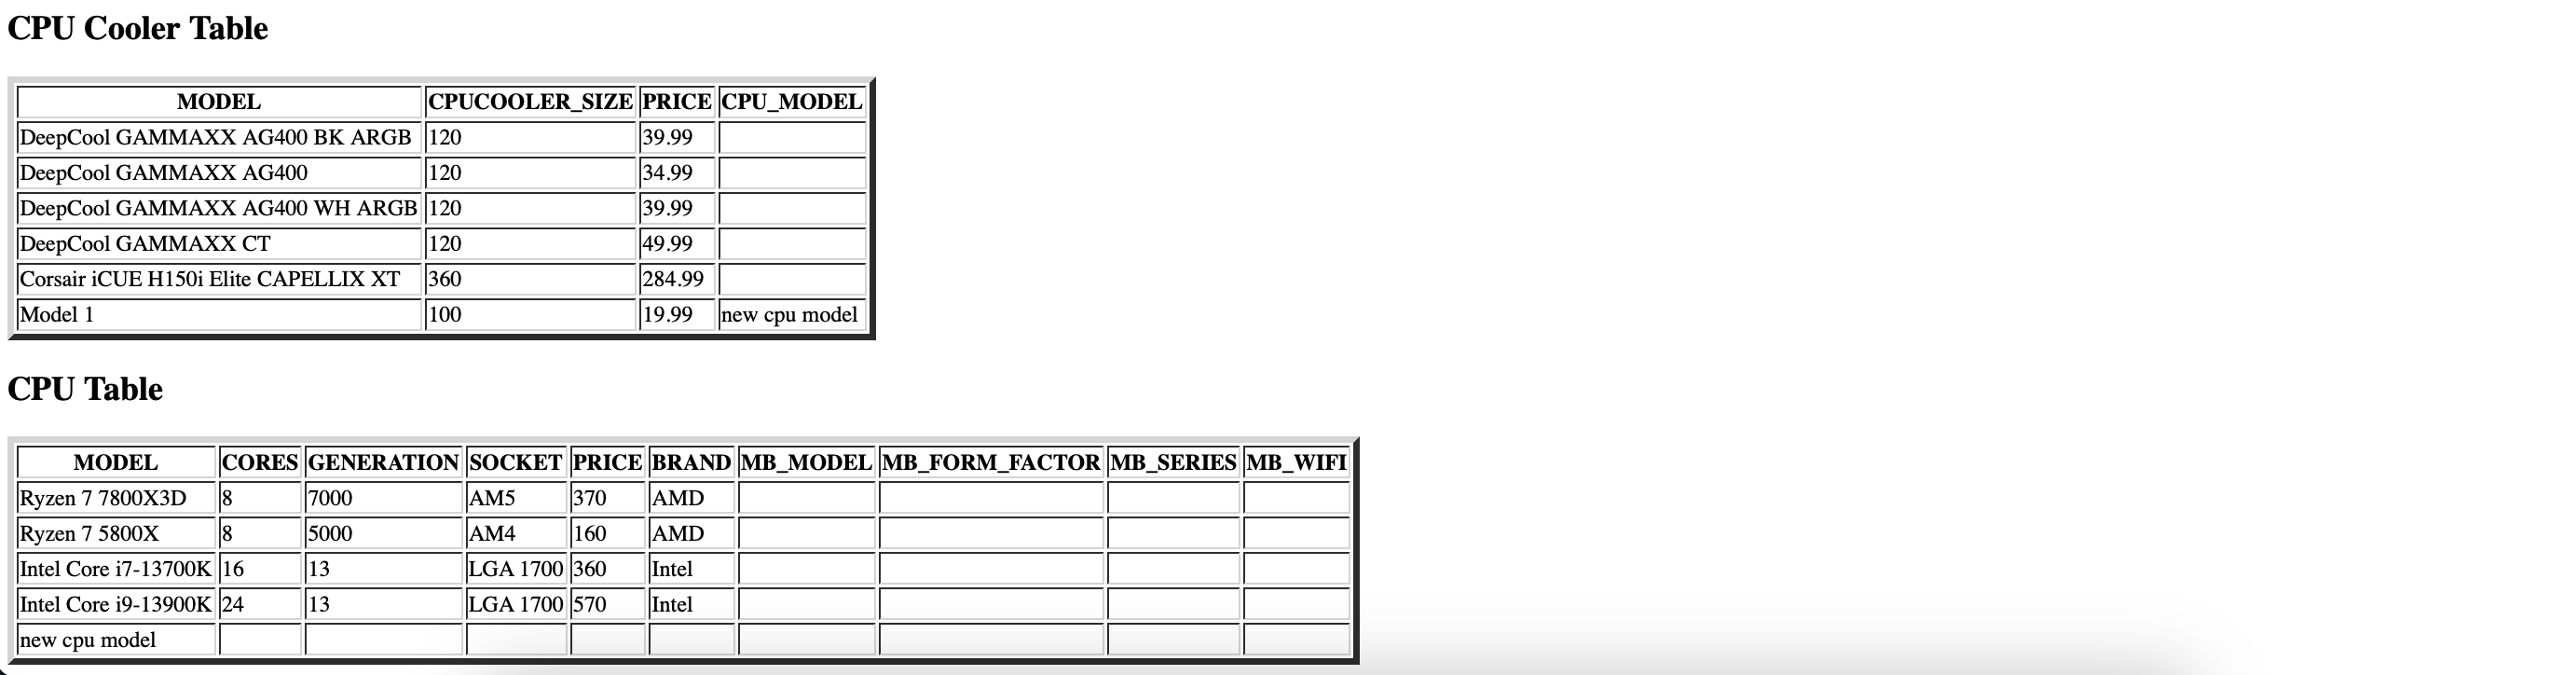 CPU Cooler Table
MODEL CPUCOOLER_SIZE PRICE CPU_MODEL
DeepCool GAMMAXX AG400 BK ARGB 120 39.99
DeepCool GAMMAXX AG400 120 34.99
DeepCool GAMMAXX AG400 WH ARGB 120 39.99
DeepCool GAMMAXX CT 120 49.99
Corsair iCUE H150i Elite CAPELLIX XT 360 284.99
Model 1 100 19.99 new cpu model
CPU Table
MODEL CORES GENERATION SOCKET PRICE BRAND MB_MODEL MB_FORM_FACTOR MB_SERIES MB_WIFI
Ryzen 7 7800X3D 8 7000 AM5 370 AMD
Ryzen 7 5800X 8 5000 AM4 160 AMD
Intel Core i7-13700K 16 13 LGA 1700 360 Intel
Intel Core i9-13900K 24 13 LGA 1700 570 Intel
new cpu model